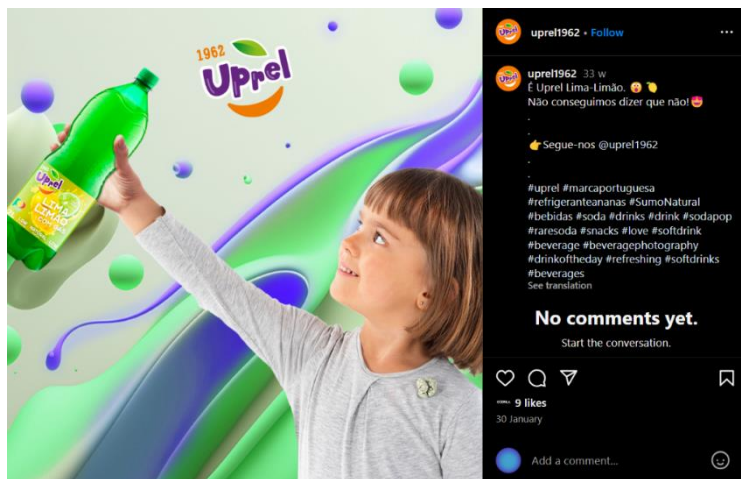 1962
Uprel
Uprel
LIMA
LIMÃO
COM GÁS
uprel1962 • Follow
uprel1962 33 w
É Uprel Lima-Limão. 😲 🍋
Não conseguimos dizer que não!😍
.
.
👉Segue-nos @uprel1962
.
.
#uprel #marcaportuguesa
#refrigeranteananas #SumoNatural
#bebidas #soda #drinks #drink #sodapop
#raresoda #snacks #love #softdrink
#beverage #beveragephotography
#drinkoftheday #refreshing #softdrinks
#beverages
See translation
No comments yet.
Start the conversation.
9 likes
30 January
Add a comment...